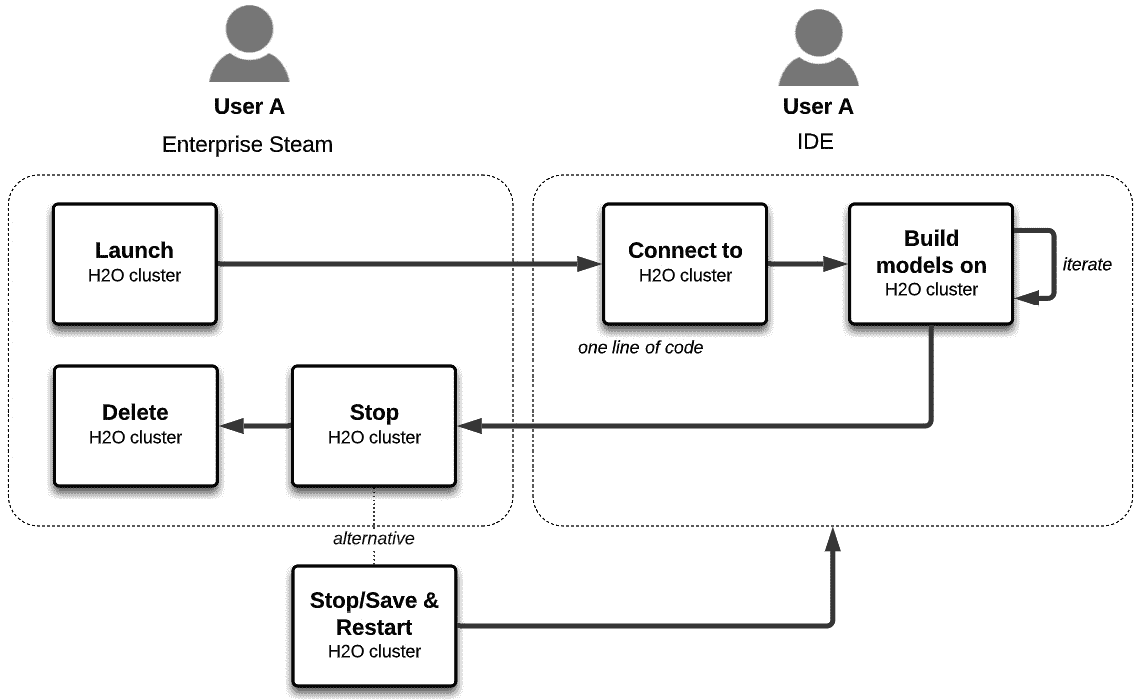 User A
Enterprise Steam
User A
IDE
Launch
H2O cluster
Connect to
H2O cluster
one line of code
Build
models on
H2O cluster
iterate
Delete
H2O cluster
Stop
H2O cluster
alternative
Stop/Save &
Restart
H2O cluster